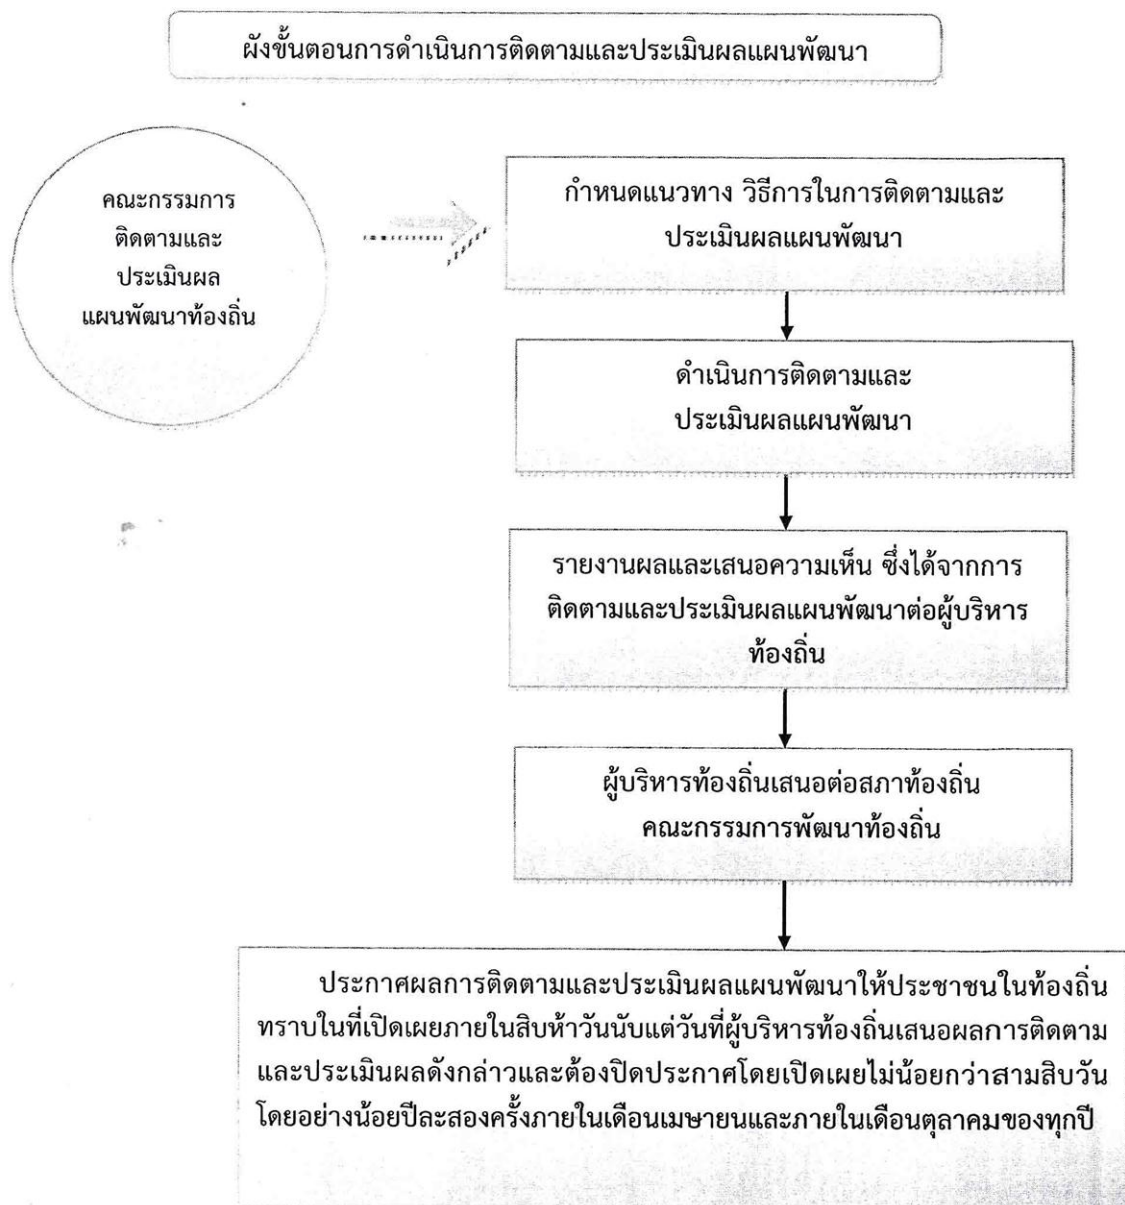 ผังขั้นตอนการดำเนินการติดตามและประเมินผลแผนพัฒนา
คณะกรรมการ
ติดตามและ
ประเมินผล
แผนพัฒนาท้องถิ่น
กำหนดแนวทาง วิธีการในการติดตามและ
ประเมินผลแผนพัฒนา
ดำเนินการติดตามและ
ประเมินผลแผนพัฒนา
รายงานผลและเสนอความเห็น ซึ่งได้จากการ
ติดตามและประเมินผลแผนพัฒนาต่อผู้บริหาร
ท้องถิ่น
ผู้บริหารท้องถิ่นเสนอต่อสภาท้องถิ่น
คณะกรรมการพัฒนาท้องถิ่น
ประกาศผลการติดตามและประเมินผลแผนพัฒนาให้ประชาชนในท้องถิ่น
ทราบในที่เปิดเผยภายในสิบห้าวันนับแต่วันที่ผู้บริหารท้องถิ่นเสนอผลการติดตาม
และประเมินผลดังกล่าวและต้องปิดประกาศโดยเปิดเผยไม่น้อยกว่าสามสิบวัน
โดยอย่างน้อยปีละสองครั้งภายในเดือนเมษายนและภายในเดือนตุลาคมของทุกปี